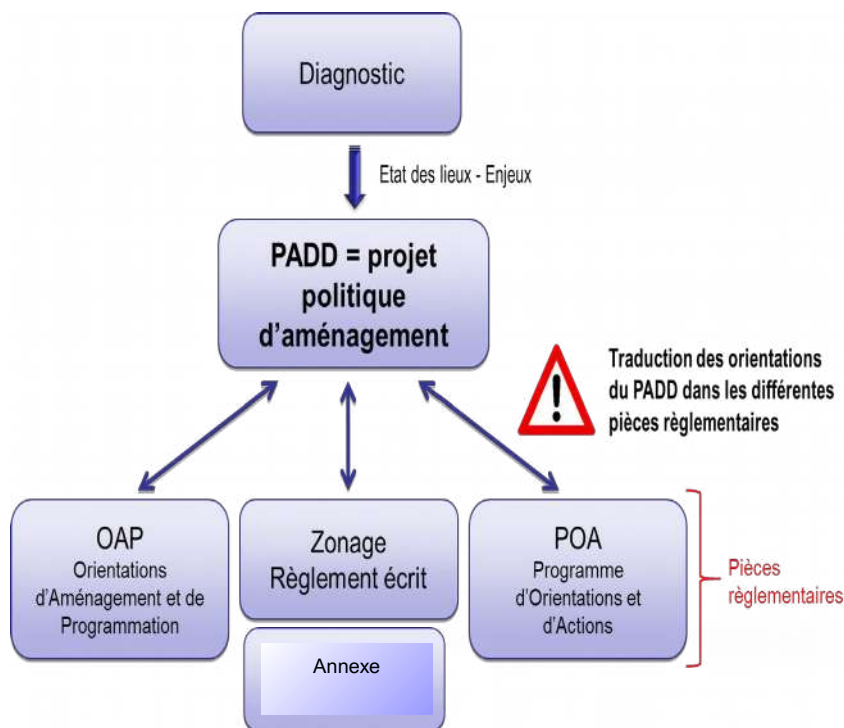 Diagnostic
Etat des lieux - Enjeux
PADD = projet
politique
d'aménagement
Traduction des orientations
du PADD dans les différentes
pièces règlementaires
OAP
Orientations
d'Aménagement et de
Programmation
Zonage
Règlement écrit
POA
Programme
d'Orientations et
d'Actions
Pièces
règlementaires
Annexe